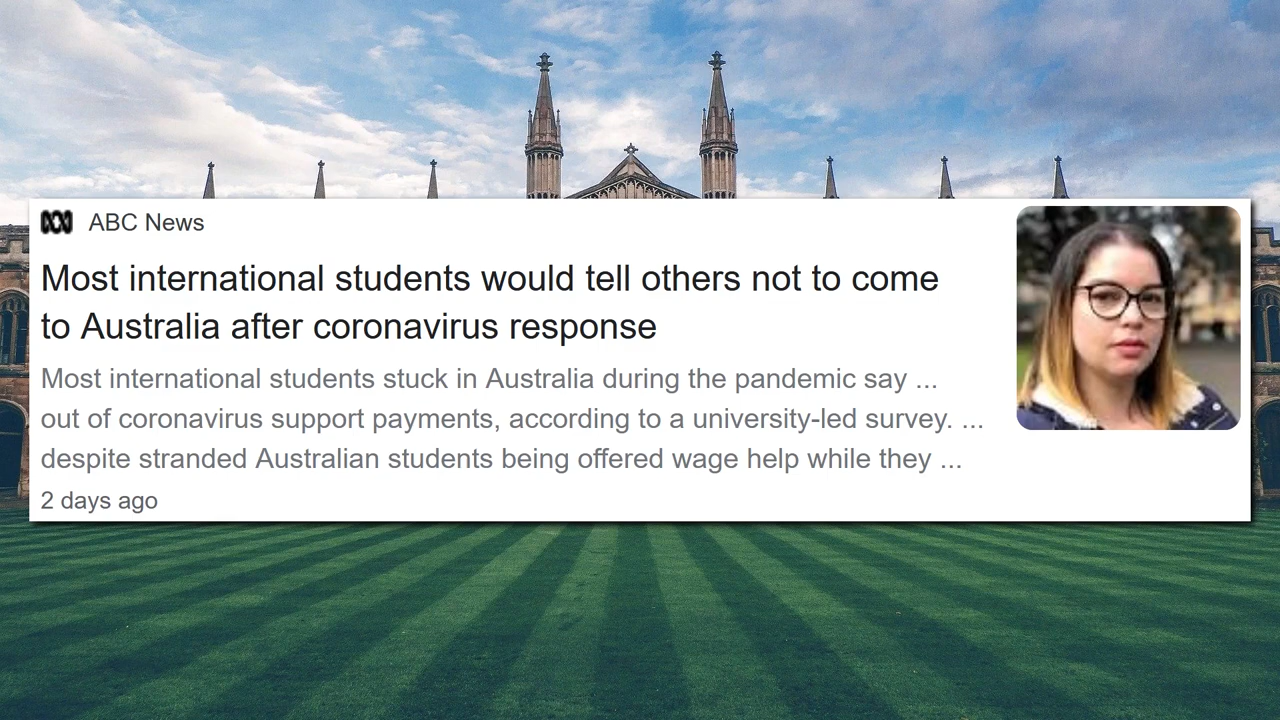 ABC News
Most international students would tell others not to come
to Australia after coronavirus response
Most international students stuck in Australia during the pandemic say ...
out of coronavirus support payments, according to a university-led survey. ...
despite stranded Australian students being offered wage help while they ...
2 days ago